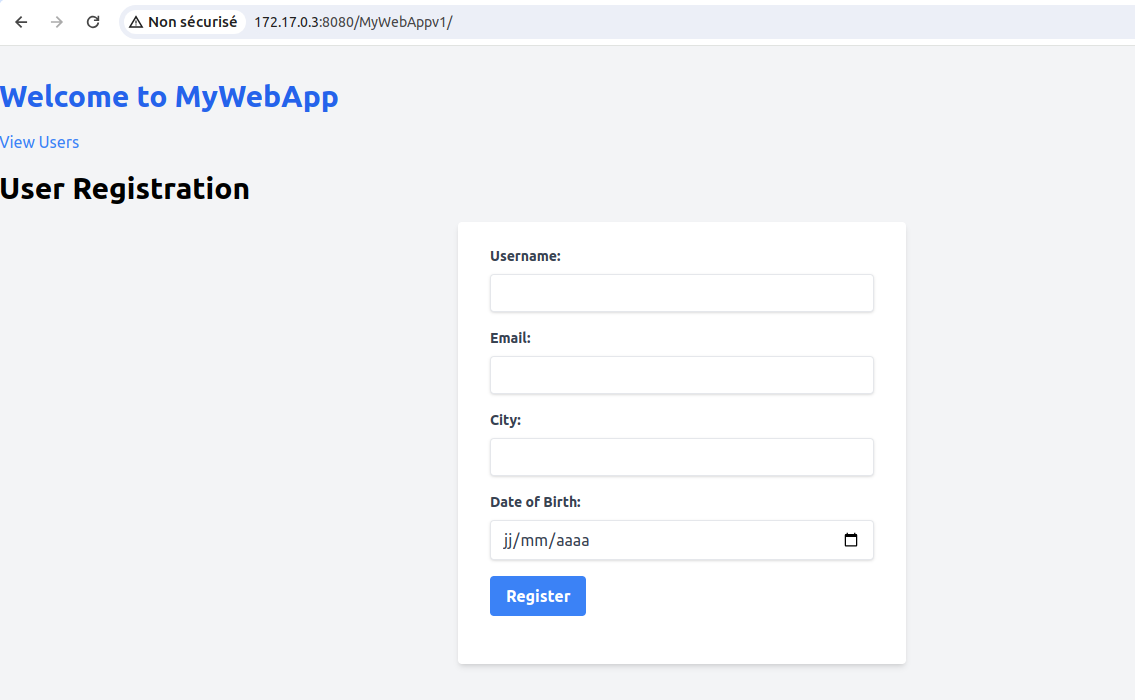 Non sécurisé 172.17.0.3:8080/MyWebAppv1/
Welcome to MyWebApp
View Users
User Registration
Username:
Email:
City:
Date of Birth:
jj/mm/aaaa
Register